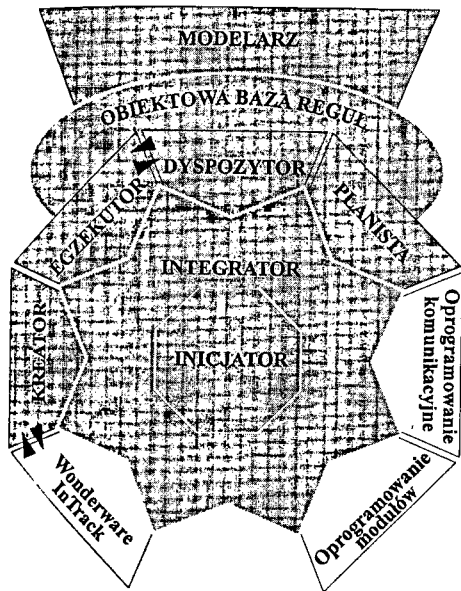 MODELARZ
OBIEKTOWA BAZA REGUŁ
DYSPOZYTOR
EGZEKUTOR
PLANISTA
INTEGRATOR
INICJATOR
KREATOR
Oprogramowanie
komunikacyjne
Wonderware
InTrack
Oprogramowanie
modułów